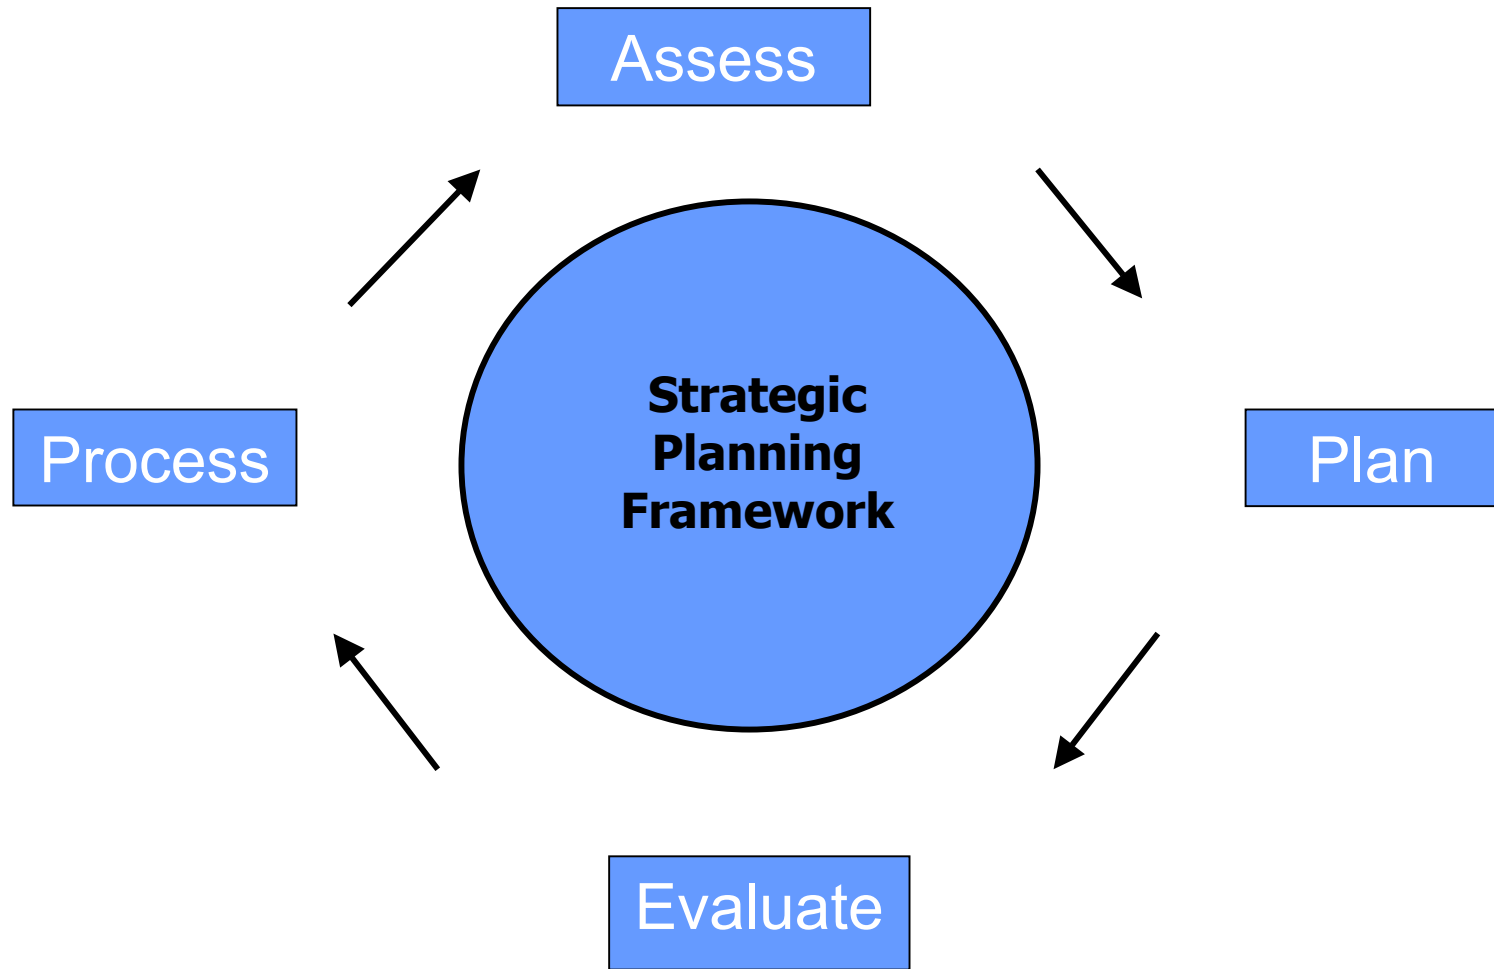 Assess
Strategic
Planning
Framework
Process
Plan
Evaluate